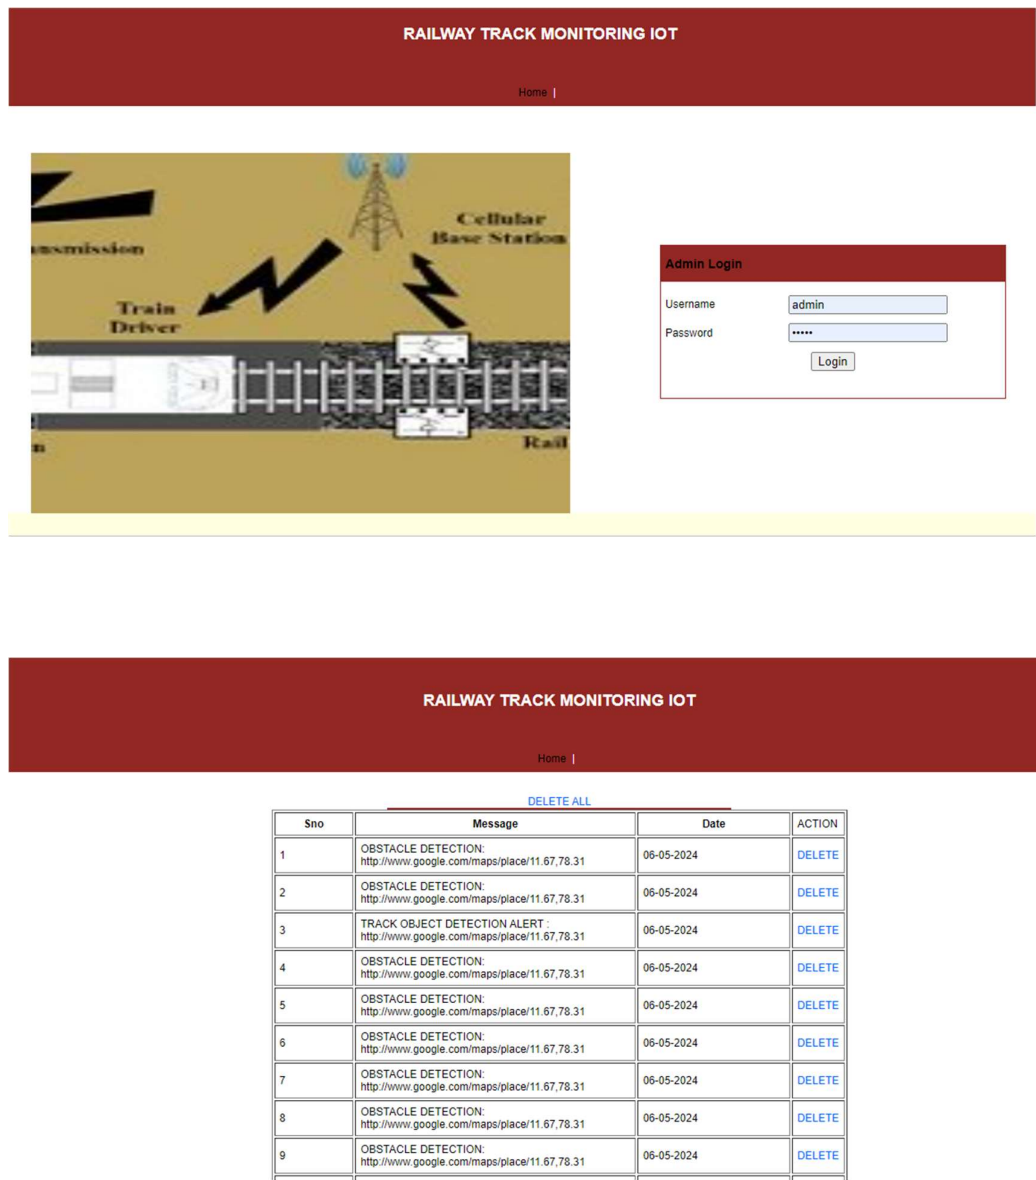 RAILWAY TRACK MONITORING IOT
Home |
ansmission
Cellular
Base Station
Train
Driver
n
Rail
Admin Login
Username admin
Password •••••
Login
RAILWAY TRACK MONITORING IOT
Home |
DELETE ALL
Sno Message Date ACTION
1 OBSTACLE DETECTION: 06-05-2024 DELETE
http://www.google.com/maps/place/11.67,78.31
2 OBSTACLE DETECTION: 06-05-2024 DELETE
http://www.google.com/maps/place/11.67,78.31
3 TRACK OBJECT DETECTION ALERT : 06-05-2024 DELETE
http://www.google.com/maps/place/11.67,78.31
4 OBSTACLE DETECTION: 06-05-2024 DELETE
http://www.google.com/maps/place/11.67,78.31
5 OBSTACLE DETECTION: 06-05-2024 DELETE
http://www.google.com/maps/place/11.67,78.31
6 OBSTACLE DETECTION: 06-05-2024 DELETE
http://www.google.com/maps/place/11.67,78.31
7 OBSTACLE DETECTION: 06-05-2024 DELETE
http://www.google.com/maps/place/11.67,78.31
8 OBSTACLE DETECTION: 06-05-2024 DELETE
http://www.google.com/maps/place/11.67,78.31
9 OBSTACLE DETECTION: 06-05-2024 DELETE
http://www.google.com/maps/place/11.67,78.31